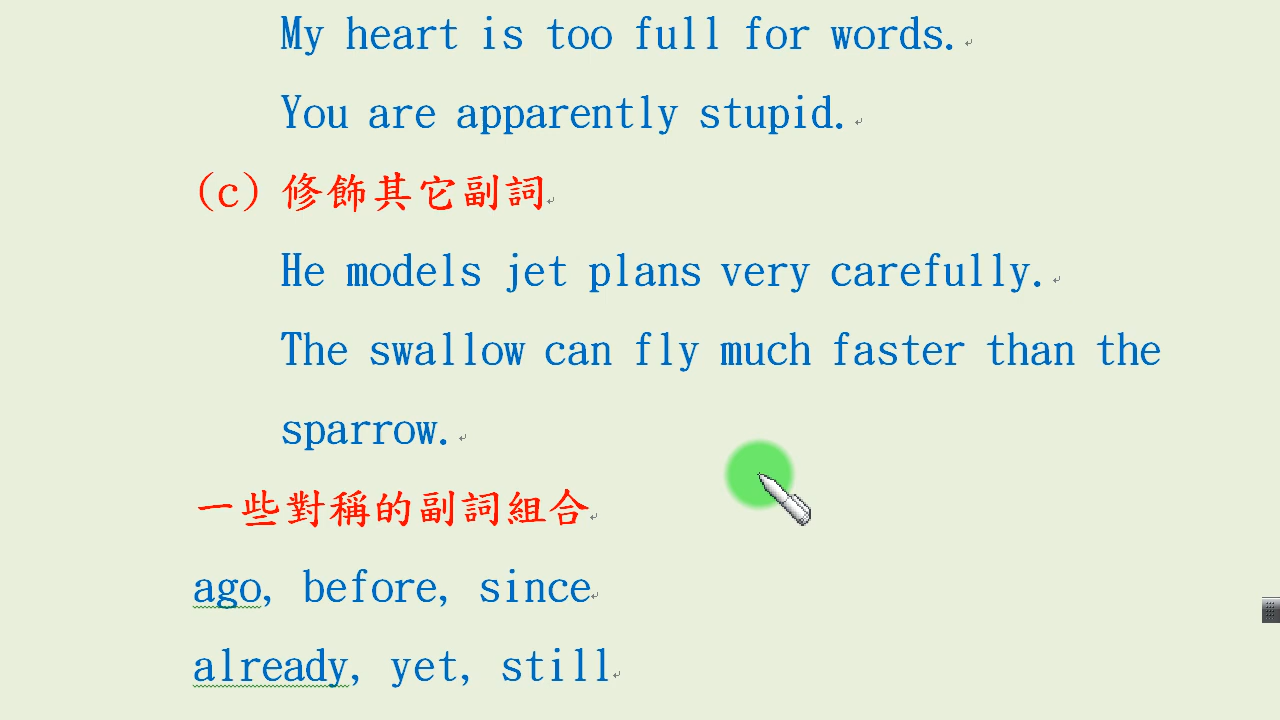 My heart is too full for words.
You are apparently stupid.
(c) 修飾其它副詞
He models jet plans very carefully.
The swallow can fly much faster than the
sparrow.
一些對稱的副詞組合
ago, before, since
already, yet, still